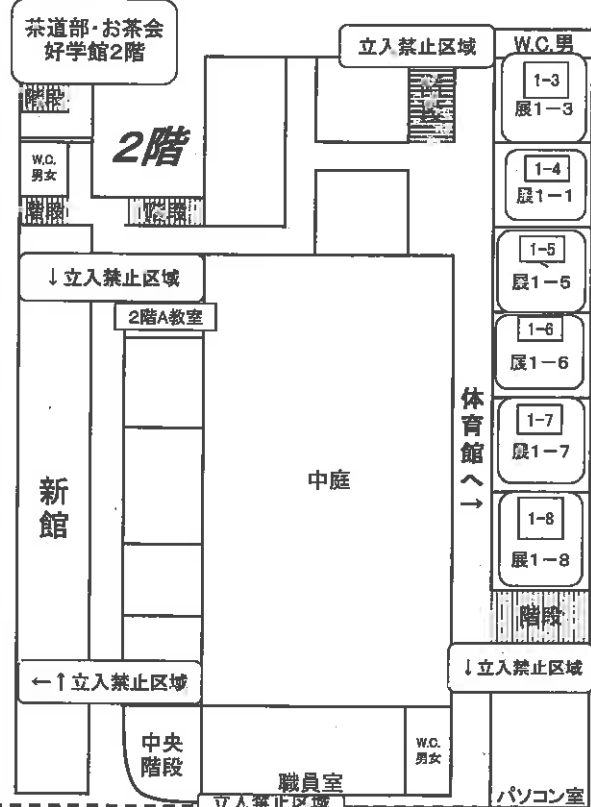 茶道部・お茶会
好学館2階
立入禁止区域
W.C.男
階段
1-3
展1-3
2階
W.C.
男女
1-4
展1-1
階段
階段
1-5
展1-5
↓立入禁止区域
2階A教室
1-6
展1-6
体育館へ→
1-7
展1-7
中庭
新館
1-8
展1-8
階段
←↑立入禁止区域
↓立入禁止区域
中央
階段
職員室
W.C.
男女
立入禁止区域
パソコン室